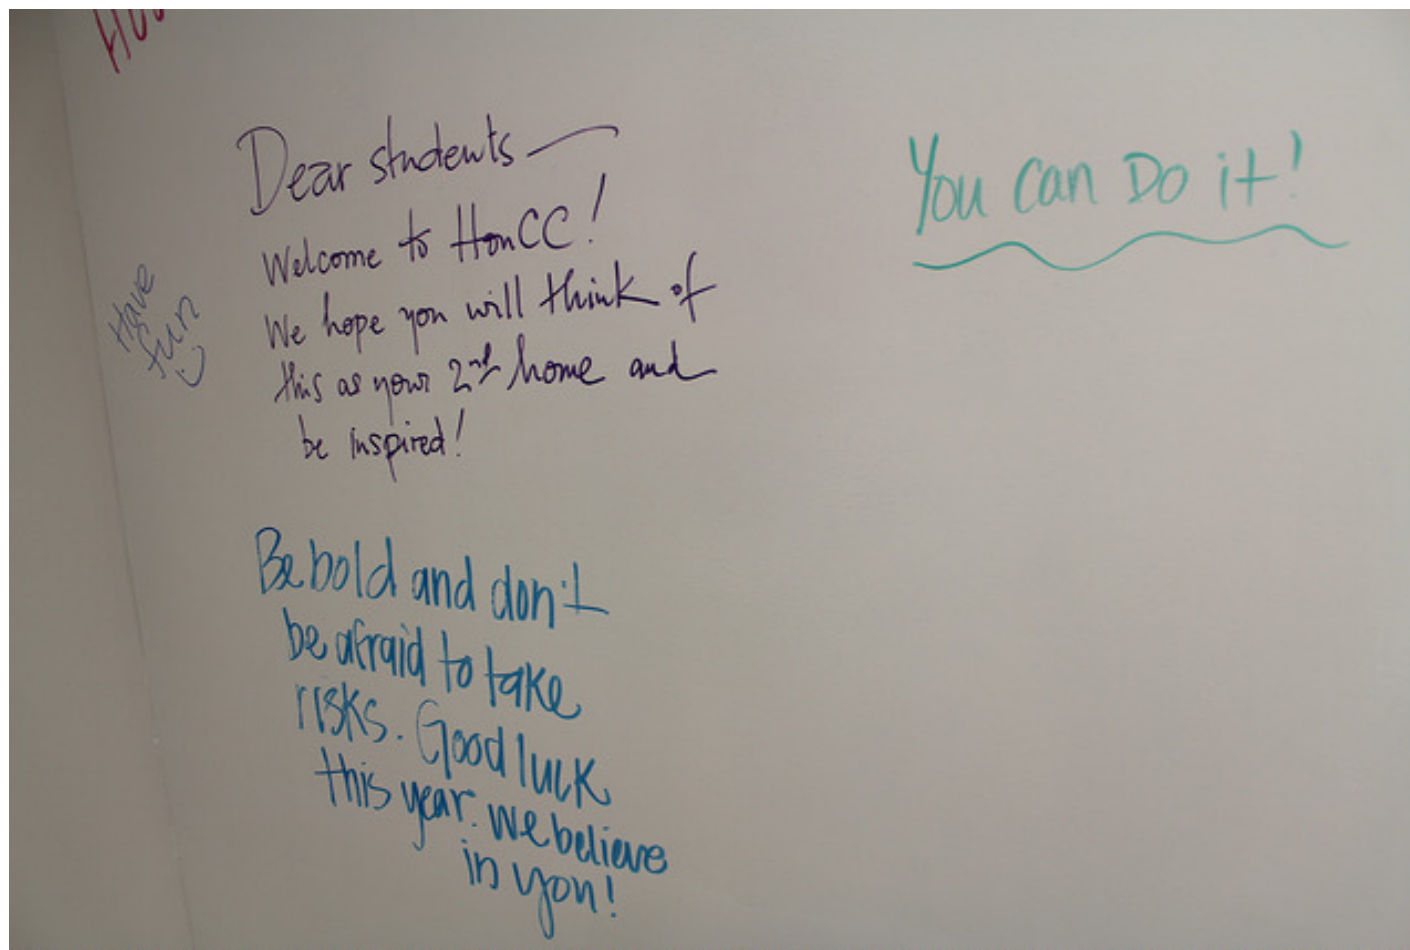 Dear students
Welcome to HonCC!
We hope you will think of
this as your 2nd home and
be inspired!
Have
fun
Be bold and don't
be afraid to take
risks. Good luck
this year. We believe
in you!
You can Do it!